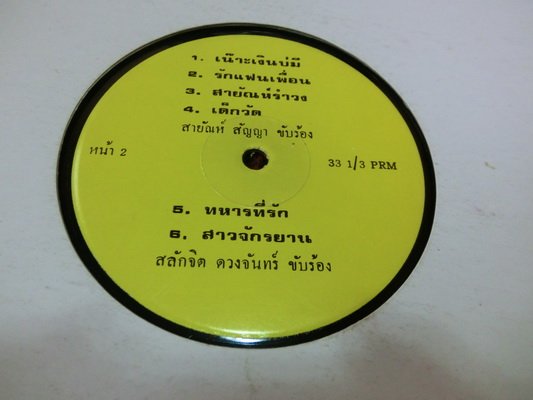 1. เน๊าะเงินบ่มี
2. รักแฟนเพื่อน
3. สายัณห์รำวง
4. เด็กวัด
สายัณห์ สัญญา ขับร้อง
หน้า 2
33 1/3 PRM
5. ทหารที่รัก
6. สาวจักรยาน
สลักจิต ดวงจันทร์ ขับร้อง